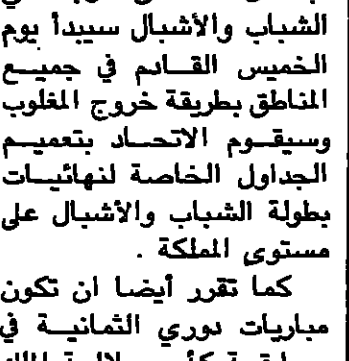 الشباب والأشبال سيبدأ يوم
الخميس القادم في جميع
المناطق بطريقة خروج المغلوب
وسيقوم الاتحاد بتعميم
الجداول الخاصة لنهائيات
بطولة الشباب والأشبال على
مستوى المملكة .
كما تقرر أيضا ان تكون
مباريات دوري الثمانية في